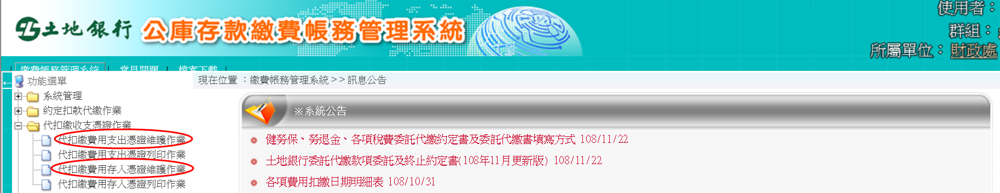 土地銀行 公庫存款繳費帳務管理系統
使用者：
群組：
所屬單位： 財政處
繳費帳務管理系統 | 常見問題 | 檔案下載 |
←
功能選單
現在位置 ：繳費帳務管理系統>>訊息公告
系統管理
約定扣款代繳作業
代扣繳收支憑證作業
代扣繳費用支出憑證維護作業
代扣繳費用支出憑證列印作業
代扣繳費用存入憑證維護作業
代扣繳費用存入憑證列印作業
※系統公告
健勞保、勞退金、各項稅費委託代繳約定書及委託代繳書填寫方式 108/11/22
土地銀行委託代繳款項委託及終止約定書(108年11月更新版) 108/11/22
各項費用扣繳日期明細表 108/10/31